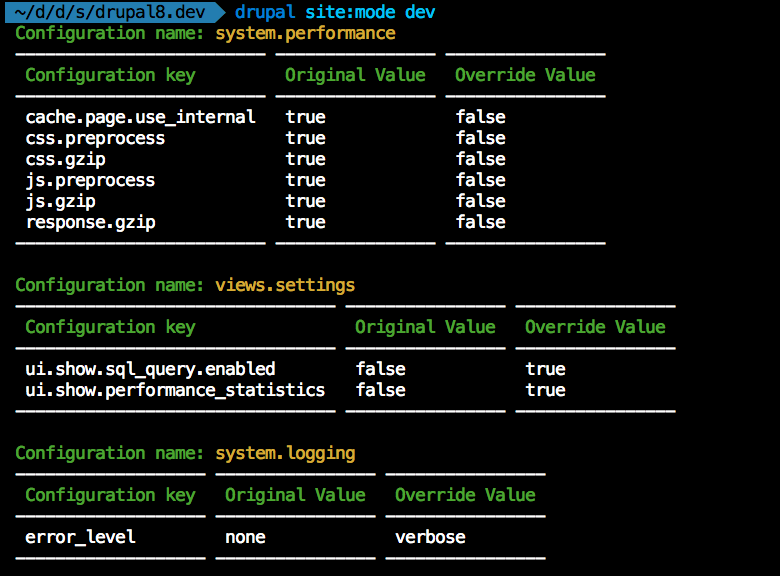 ~/d/d/s/drupal8.dev drupal site:mode dev
Configuration name: system.performance
Configuration key Original Value Override Value
cache.page.use_internal true false
css.preprocess true false
css.gzip true false
js.preprocess true false
js.gzip true false
response.gzip true false
Configuration name: views.settings
Configuration key Original Value Override Value
ui.show.sql_query.enabled false true
ui.show.performance_statistics false true
Configuration name: system.logging
Configuration key Original Value Override Value
error_level none verbose